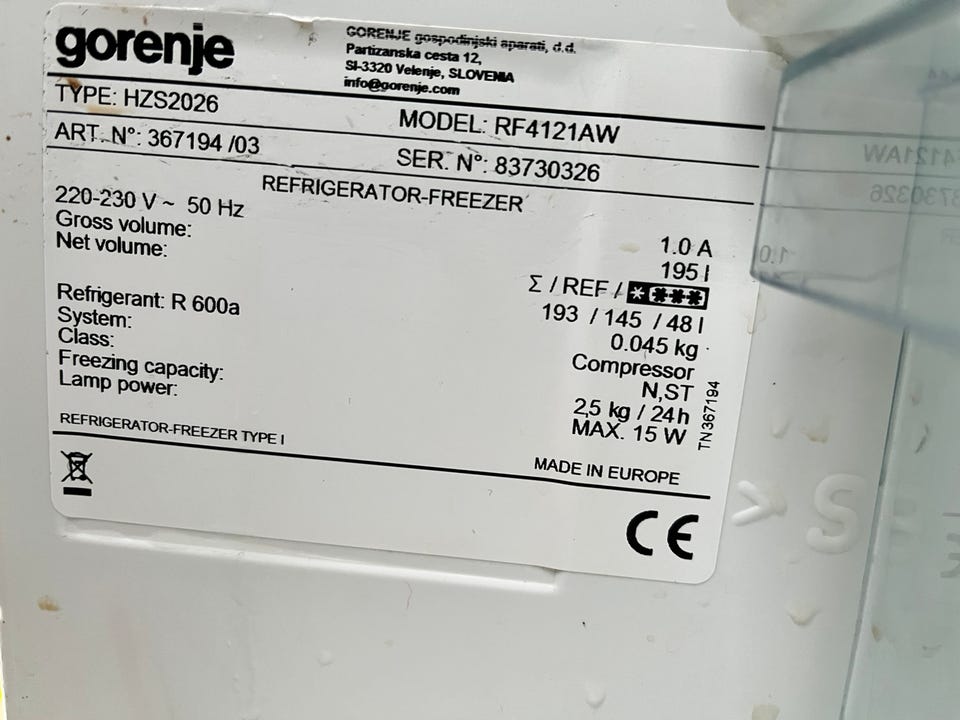 gorenje
GORENJE gospodinjski aparati, d.d.
Partizanska cesta 12,
SI-3320 Velenje, SLOVENIA
info@gorenje.com
TYPE: HZS2026
MODEL: RF4121AW
ART. N°: 367194 /03
SER. N°: 83730326
REFRIGERATOR-FREEZER
220-230 V ~ 50 Hz
1.0 A
Gross volume:
195 l
Net volume:
Σ / REF / * ***
193 / 145 / 48 l
Refrigerant: R 600a
0.045 kg
System:
Compressor
Class:
N,ST
Freezing capacity:
2,5 kg / 24h
Lamp power:
MAX. 15 W
TN367194
REFRIGERATOR-FREEZER TYPE I
MADE IN EUROPE
CE
> S